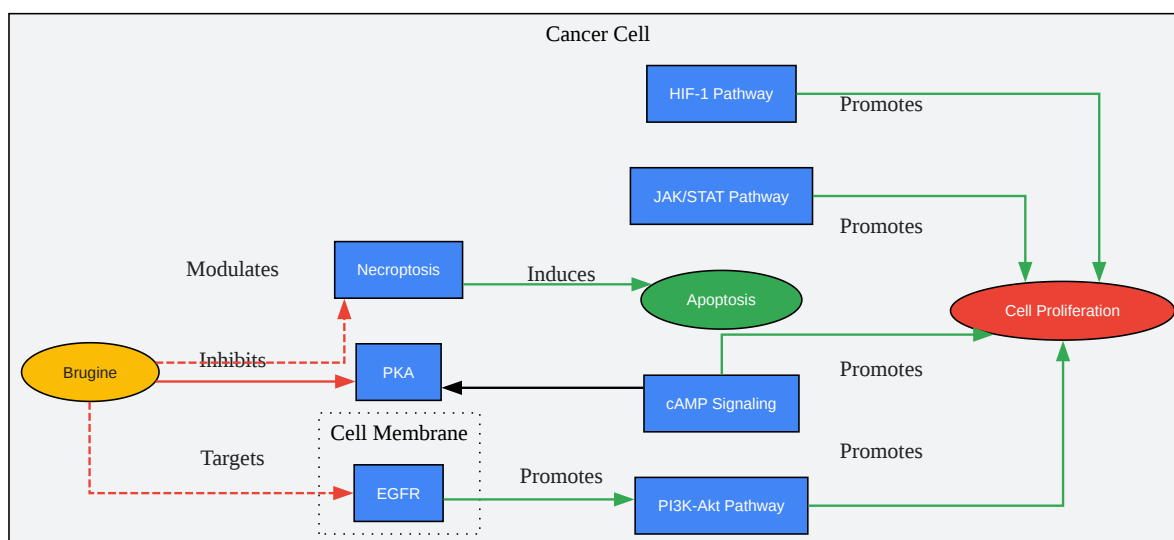 Cancer Cell
HIF-1 Pathway
Promotes
JAK/STAT Pathway
Promotes
Modulates
Necroptosis
Induces
Apoptosis
Cell Proliferation
Inhibits
Brugine
PKA
Promotes
cAMP Signaling
Cell Membrane
Targets
Promotes
EGFR
Promotes
PI3K-Akt Pathway